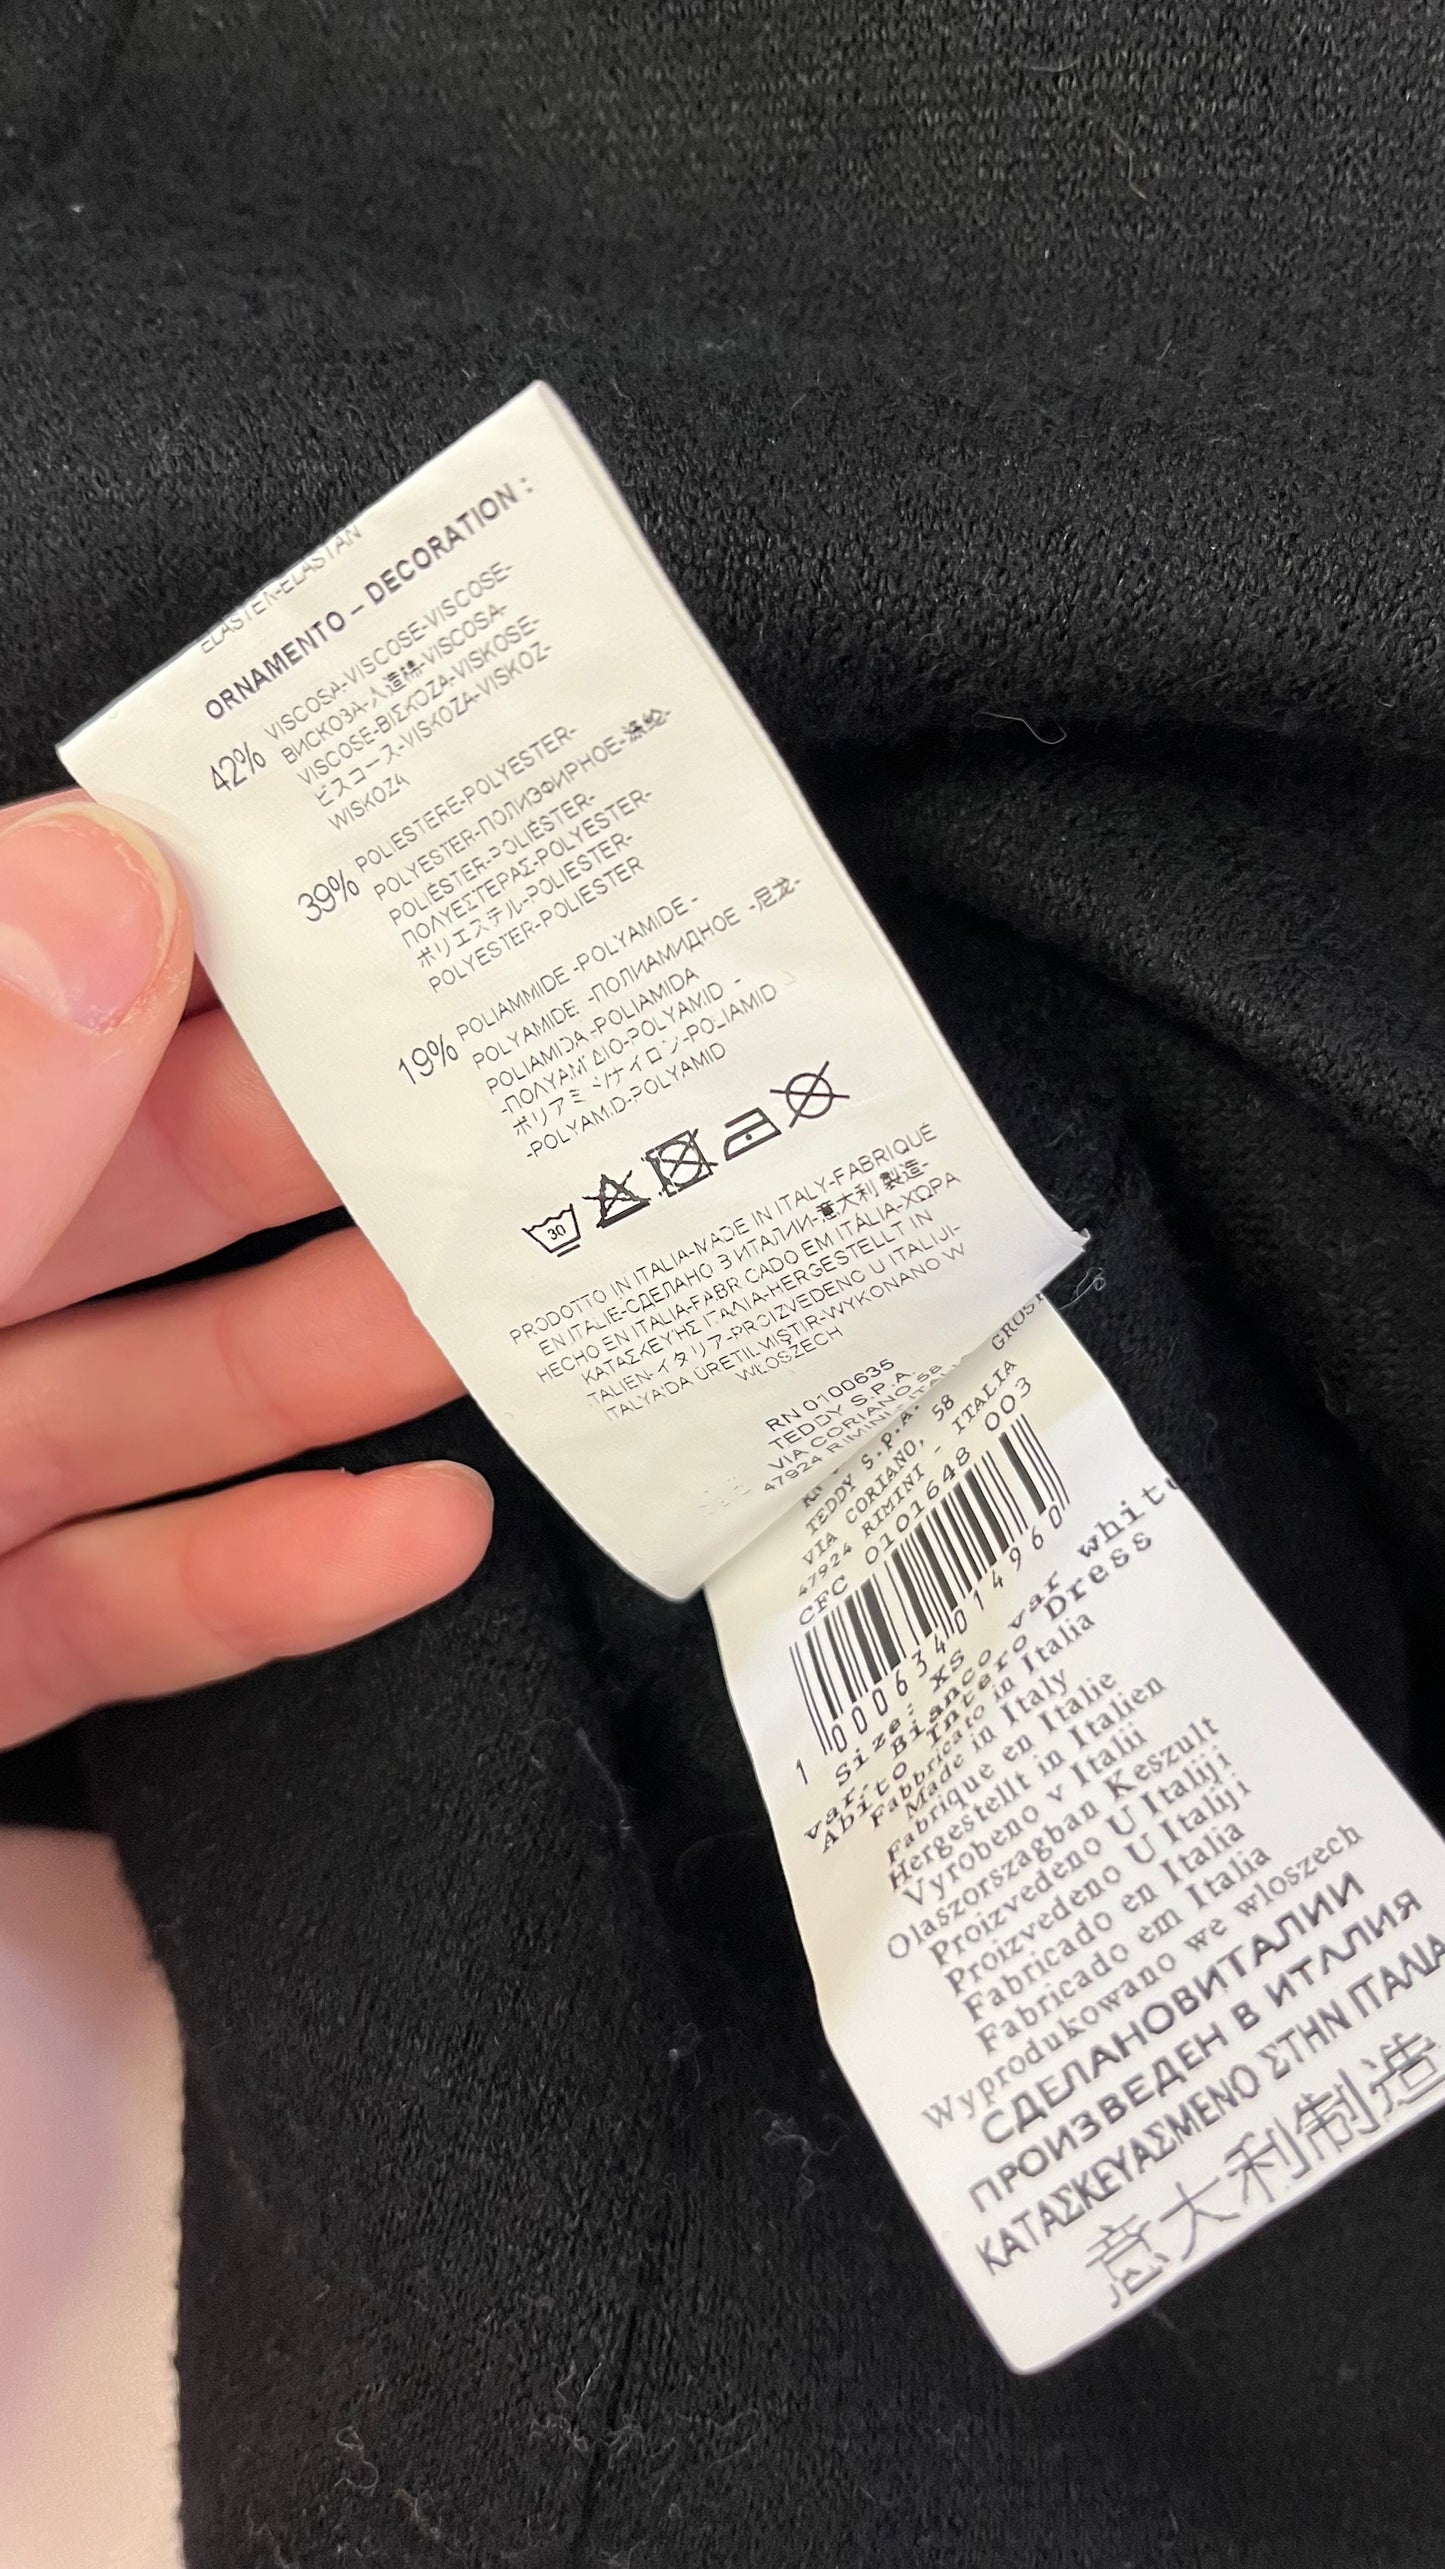 ELASTEN-ELASTAN
ORNAMENTO – DECORATION :
42% VISCOSA-VISCOSE-VISCOSE-
ВИСКОЗА-人造棉-VISCOSA-
VISCOSE-ΒΙΣΚΟΖΑ-VISKOSE-
ビスコース-VISKOZA-VISKOZ-
WISKOZA
39% POLIESTERE-POLYESTER-
POLYESTER-ПОЛИЭФИРНОЕ-涤纶-
POLIÉSTER-POLIÉSTER-
ΠΟΛΥΕΣΤΕΡΑΣ-POLYESTER-
ポリエステル-POLIESTER-
POLYESTER-POLIESTER
19% POLIAMMIDE -POLYAMIDE -
POLYAMIDE -ПОЛИАМИДНОЕ -尼龙-
POLIAMIDA -POLIAMIDA
-ΠΟΛΥΑΜΙΔΙΟ-POLYAMID -
ポリアミンナイロン-POLIAMID
-POLYAMID-POLYAMID
30
PRODOTTO IN ITALIA-MADE IN ITALY-FABRIQUÉ
EN ITALIE-СДЕЛАНО В ИТАЛИИ-意大利 製造-
HECHO EN ITALIA-FABRICADO EM ITÁLIA-ΧΩΡΑ
ΚΑΤΑΣΚΕΥΗΣ ΙΤΑΛΙΑ-HERGESTELLT IN
ITALIEN-イタリア-PROIZVEDENO U ITALIJI-
ITALYA'DA ÜRETILMIŞTIR-WYKONANO W
WŁOSZECH
RN 0100635
TEDDY S.P.A.
VIA CORIANO 58
47924 RIMINI-ITALIA
TEDDY S.P.A.
VIA CORIANO, 58 GROS
47924 RIMINI - ITALIA
CFC 0101648 003
1 000634 014960
Size: XS
var: Bianco var white
Abito Intero Dress
Fabbricato in Italia
Made in Italy
Fabrique en Italie
Hergestellt in Italien
Vyrobeno v Italii
Olaszorszagban Keszult
Proizvedeno U Italiji
Proizvedeno U Italiji
Fabricado en Italia
Fabricado em Italia
Wyprodukowano we wloszech
СДЕЛАНОВИТАЛИИ
ПРОИЗВЕДЕН В ИТАЛИЯ
ΚΑΤΑΣΚΕΥΑΣΜΕΝΟ ΣΤΗΝ ΙΤΑΛΙΑ
意大利制造